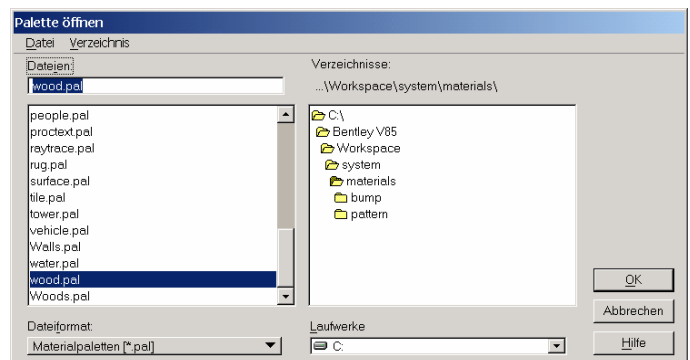 Palette öffnen
Datei Verzeichnis
Dateien:
wood.pal
people.pal
proctext.pal
raytrace.pal
rug.pal
surface.pal
tile.pal
tower.pal
vehicle.pal
Walls.pal
water.pal
wood.pal
Woods.pal
Dateiformat:
Materialpaletten [*.pal]
Verzeichnisse:
...\Workspace\system\materials\
C:\
Bentley V85
Workspace
system
materials
bump
pattern
Laufwerke
C:
OK
Abbrechen
Hilfe